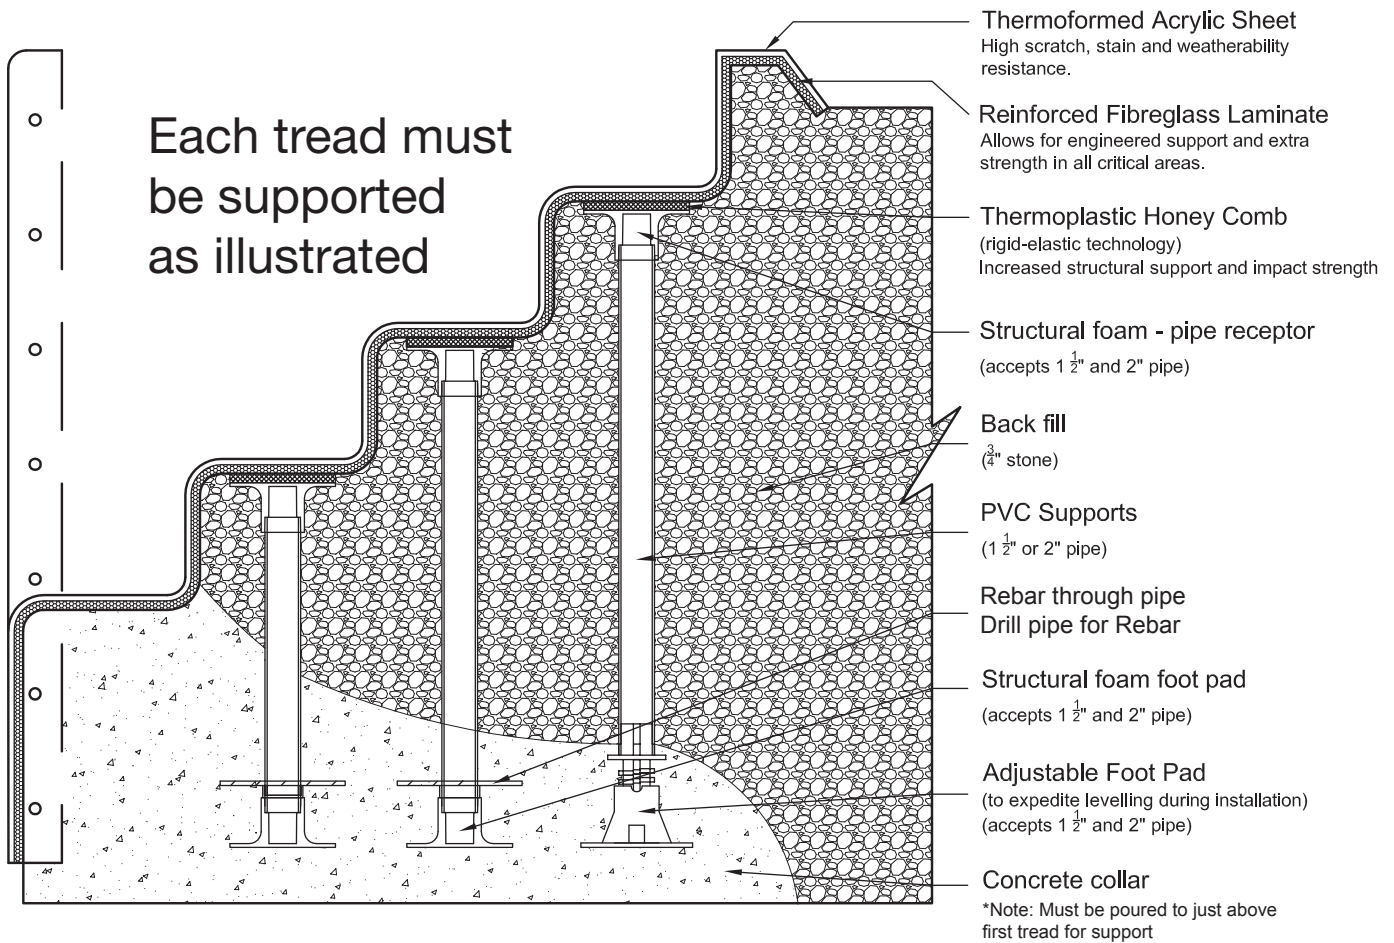 Each tread must
be supported
as illustrated
Thermoformed Acrylic Sheet
High scratch, stain and weatherability
resistance.
Reinforced Fibreglass Laminate
Allows for engineered support and extra
strength in all critical areas.
Thermoplastic Honey Comb
(rigid-elastic technology)
Increased structural support and impact strength
Structural foam - pipe receptor
(accepts 1 1/2" and 2" pipe)
Back fill
(3/4" stone)
PVC Supports
(1 1/2" or 2" pipe)
Rebar through pipe
Drill pipe for Rebar
Structural foam foot pad
(accepts 1 1/2" and 2" pipe)
Adjustable Foot Pad
(to expedite levelling during installation)
(accepts 1 1/2" and 2" pipe)
Concrete collar
*Note: Must be poured to just above
first tread for support